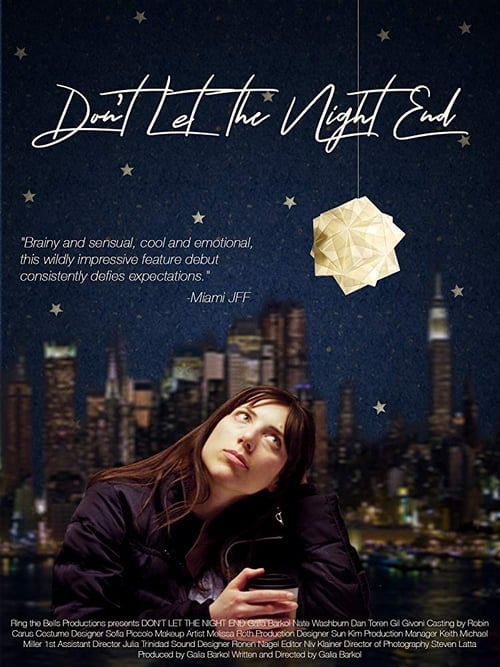 Don't Let the Night End
"Brainy and sensual, cool and emotional,
this wildly impressive feature debut
consistently defies expectations."
-Miami JFF
Ring the Bells Productions presents DON'T LET THE NIGHT END Galia Barkol Nate Washburn Dan Toren Gil Givoni Casting by Robin
Carus Costume Designer Sofia Piccolo Makeup Artist Melissa Roth Production Designer Sun Kim Production Manager Keith Michael
Miller 1st Assistant Director Julia Trinidad Sound Designer Ronen Nagel Editor Niv Klainer Director of Photography Steven Latta
Produced by Galia Barkol Written and Directed by Galia Barkol